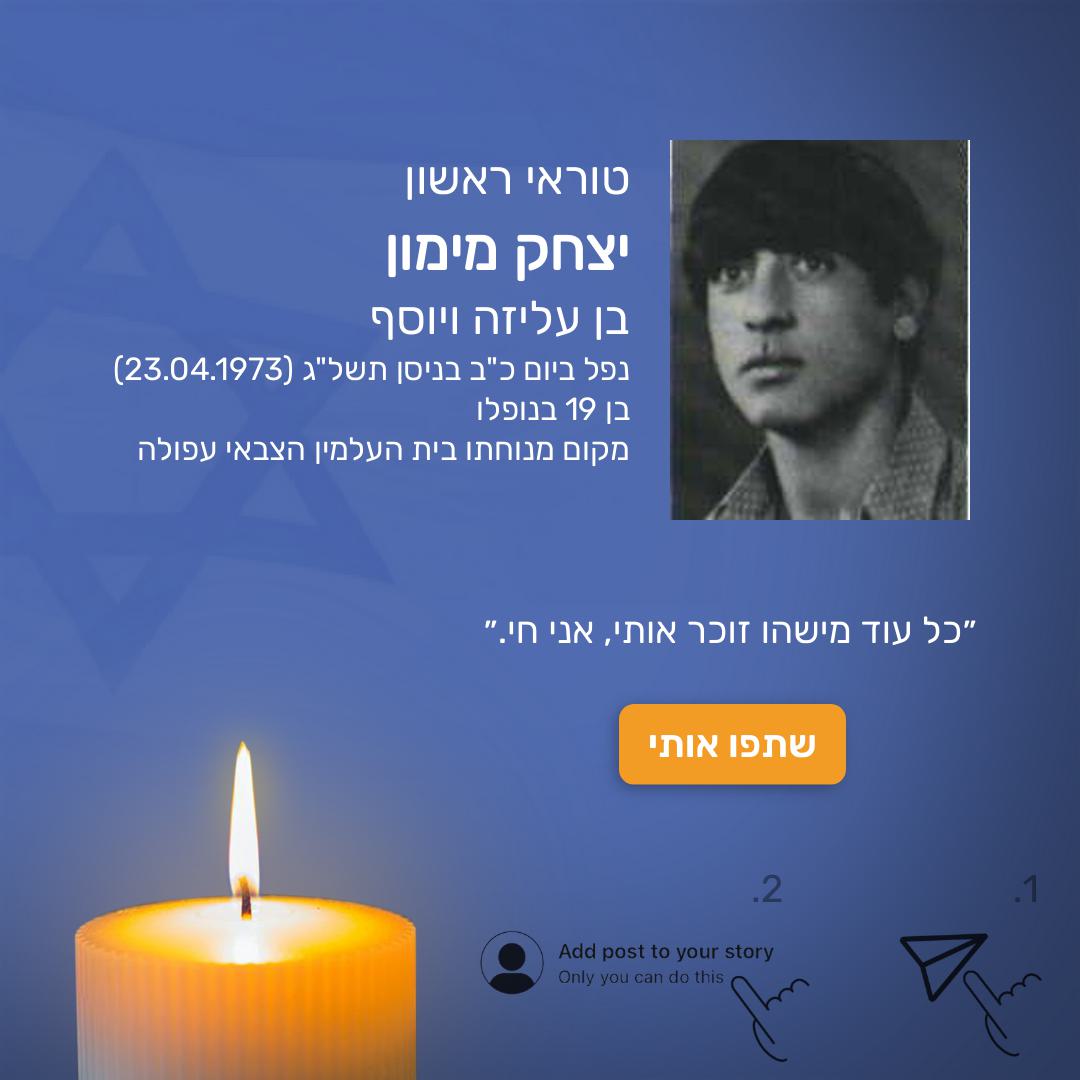 טוראי ראשון
יצחק מימון
בן עליזה ויוסף
נפל ביום כ"ב בניסן תשל"ג (23.04.1973)
בן 19 בנופלו
מקום מנוחתו בית העלמין הצבאי עפולה
״כל עוד מישהו זוכר אותי, אני חי.״
שתפו אותי
.1
.2
Add post to your story
Only you can do this